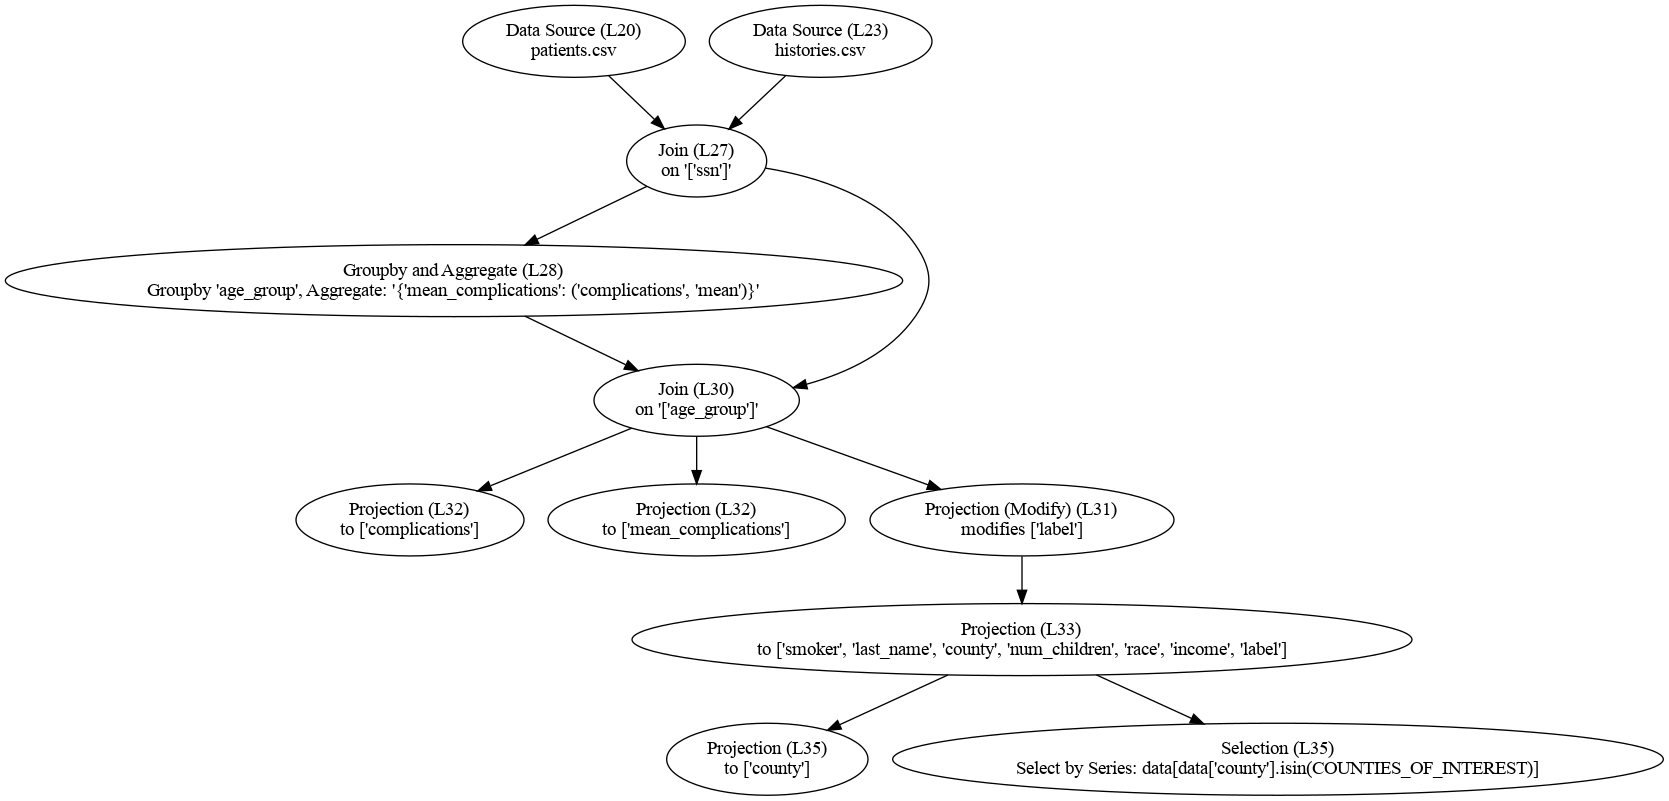 Data Source (L20)
patients.csv
Data Source (L23)
histories.csv
Join (L27)
on '['ssn']'
Groupby and Aggregate (L28)
Groupby 'age_group', Aggregate: '{'mean_complications': ('complications', 'mean')}'
Join (L30)
on '['age_group']'
Projection (L32)
to ['complications']
Projection (L32)
to ['mean_complications']
Projection (Modify) (L31)
modifies ['label']
Projection (L33)
to ['smoker', 'last_name', 'county', 'num_children', 'race', 'income', 'label']
Projection (L35)
to ['county']
Selection (L35)
Select by Series: data[data['county'].isin(COUNTIES_OF_INTEREST)]